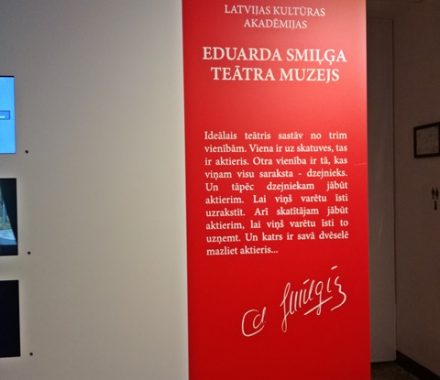 LATVIJAS KULTŪRAS
AKADĒMIJAS
EDUARDA SMIĻĢA
TEĀTRA MUZEJS
Ideālais teātris sastāv no trim
vienībām. Viena ir uz skatuves, tas
ir aktieris. Otra vienība ir tā, kas
viņam visu saraksta - dzejnieks.
Un tāpēc dzejniekam jābūt
aktierim. Lai viņš varētu īsti
uzrakstīt. Arī skatītājam jābūt
aktierim, lai viņš varētu īsti to
uzņemt. Un katrs ir savā dvēselē
mazliet aktieris...